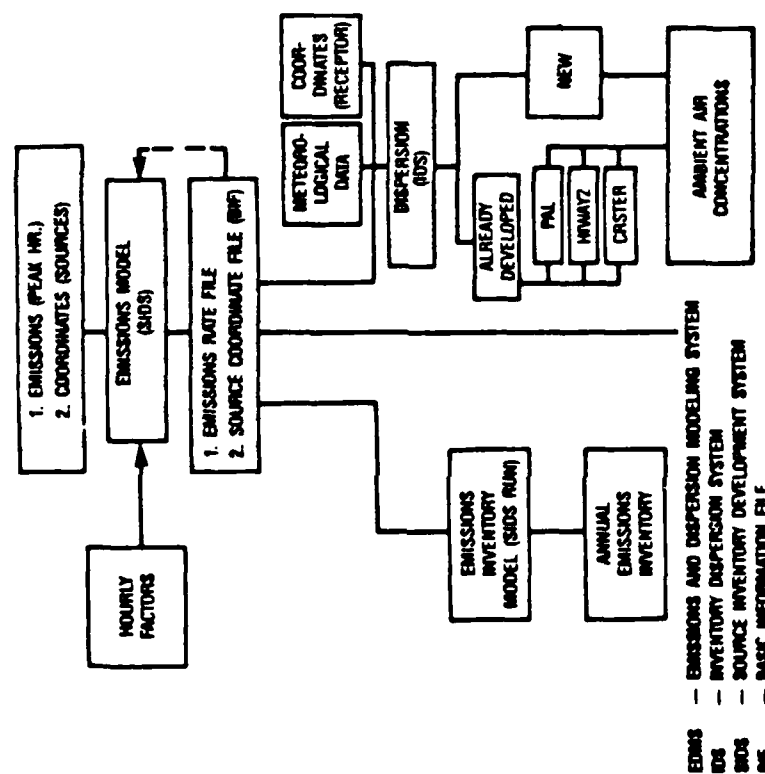 1. EMISSIONS (PEAK HR.)
2. COORDINATES (SOURCES)
HOURLY
FACTORS
EMISSIONS MODEL
(SIDS)
1. EMISSIONS RATE FILE
2. SOURCE COORDINATE FILE (BIF)
METEORO-
LOGICAL
DATA
COOR-
DINATES
(RECEPTOR)
DISPERSION
(IDS)
ALREADY
DEVELOPED
NEW
PAL
HIWAY2
CRSTER
AMBIENT AIR
CONCENTRATIONS
EMISSIONS
INVENTORY
MODEL (SIDS RUN)
ANNUAL
EMISSIONS
INVENTORY
EDMS — EMISSIONS AND DISPERSION MODELING SYSTEM
IDS — INVENTORY DISPERSION SYSTEM
SIDS — SOURCE INVENTORY DEVELOPMENT SYSTEM
BIF — BASIC INFORMATION FILE